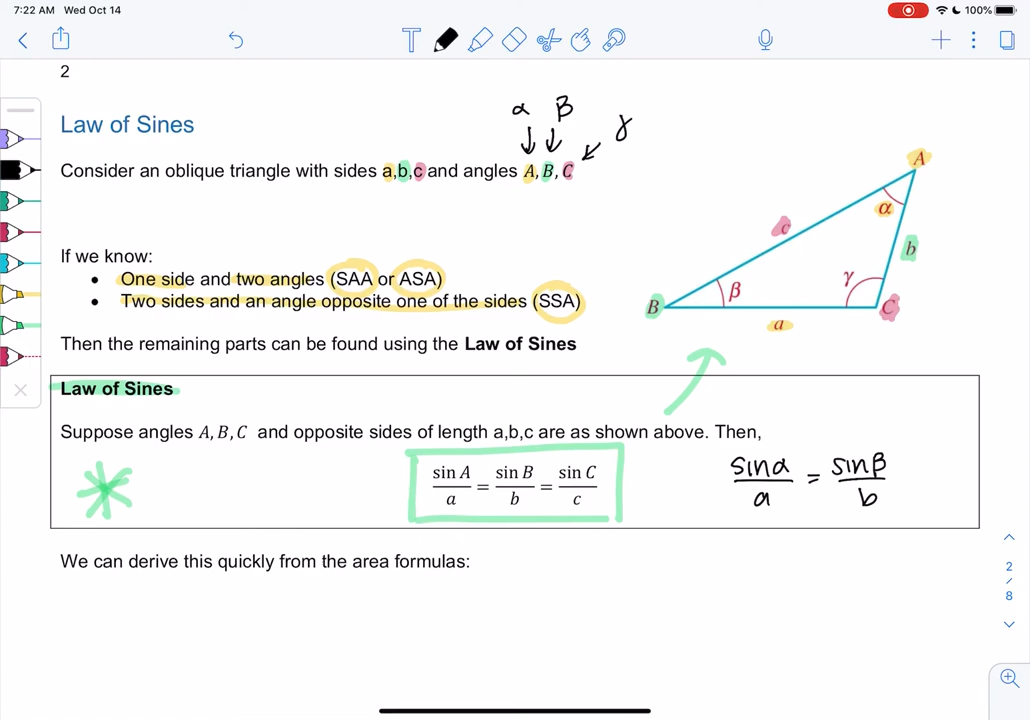 7:22 AM Wed Oct 14
100%
T
2
α β γ
Law of Sines
Consider an oblique triangle with sides a,b,c and angles A, B, C
A
α
c
b
γ
β
B
C
a
If we know:
• One side and two angles (SAA or ASA)
• Two sides and an angle opposite one of the sides (SSA)
Then the remaining parts can be found using the Law of Sines
Law of Sines
Suppose angles A, B, C and opposite sides of length a,b,c are as shown above. Then,
sin A / a = sin B / b = sin C / c
sinα / a = sinβ / b
We can derive this quickly from the area formulas:
2
/
8